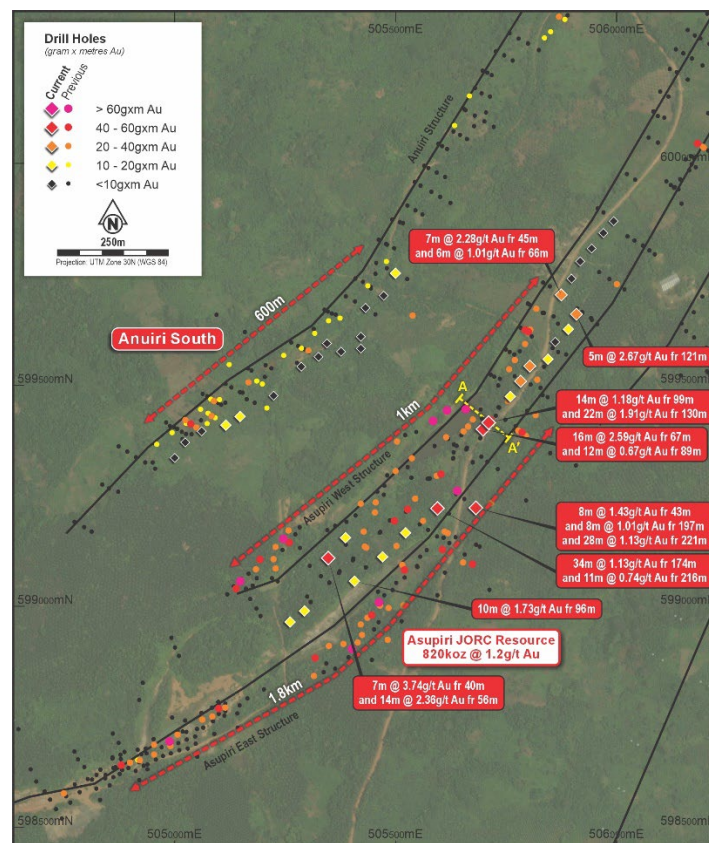 Drill Holes
(gram x metres Au)
Current
Previous
> 60gxm Au
40 - 60gxm Au
20 - 40gxm Au
10 - 20gxm Au
<10gxm Au
N
250m
Projection: UTM Zone 30N (WGS 84)
505500mE
506000mE
Anuiri Structure
600000mN
7m @ 2.28g/t Au fr 45m
and 6m @ 1.01g/t Au fr 66m
600m
Anuiri South
5m @ 2.67g/t Au fr 121m
599500mN
1km
A
14m @ 1.18g/t Au fr 99m
and 22m @ 1.91g/t Au fr 130m
A'
16m @ 2.59g/t Au fr 67m
and 12m @ 0.67g/t Au fr 89m
Asupiri West Structure
8m @ 1.43g/t Au fr 43m
and 8m @ 1.01g/t Au fr 197m
and 28m @ 1.13g/t Au fr 221m
34m @ 1.13g/t Au fr 174m
and 11m @ 0.74g/t Au fr 216m
599000mN
10m @ 1.73g/t Au fr 96m
Asupiri JORC Resource
820koz @ 1.2g/t Au
7m @ 3.74g/t Au fr 40m
and 14m @ 2.36g/t Au fr 56m
1.8km
Asupiri East Structure
598500mN
505000mE
505500mE
506000mE